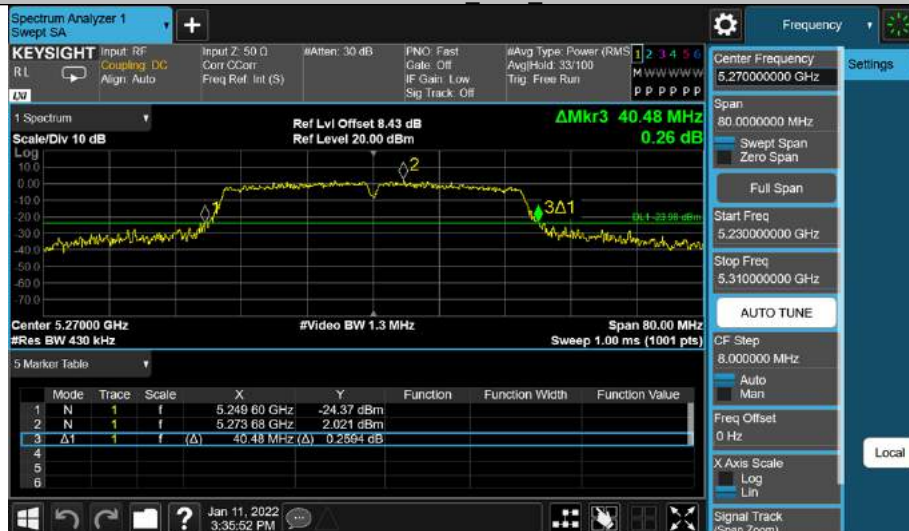 Spectrum Analyzer 1
Swept SA
+
Frequency
KEYSIGHT
RL
LXI
Input: RF
Coupling: DC
Align: Auto
Input Z: 50 Ω
Corr CCorr
Freq Ref: Int (S)
#Atten: 30 dB
PNO: Fast
Gate: Off
IF Gain: Low
Sig Track: Off
#Avg Type: Power (RMS
Avg|Hold: 33/100
Trig: Free Run
1 2 3 4 5 6
M W W W W W
P P P P P P
Center Frequency
5.270000000 GHz
Settings
1 Spectrum
Scale/Div 10 dB
Ref Lvl Offset 8.43 dB
Ref Level 20.00 dBm
ΔMkr3 40.48 MHz
0.26 dB
Span
80.0000000 MHz
Swept Span
Zero Span
Full Span
Start Freq
5.230000000 GHz
Stop Freq
5.310000000 GHz
AUTO TUNE
CF Step
8.000000 MHz
Auto
Man
Freq Offset
0 Hz
X Axis Scale
Log
Lin
Signal Track
(Span Zoom)
Local
Log
10.0
0.00
-10.0
-20.0
-30.0
-40.0
-50.0
-60.0
-70.0
1
2
3Δ1
DL1 -23.98 dBm
Center 5.27000 GHz
#Video BW 1.3 MHz
Span 80.00 MHz
#Res BW 430 kHz
Sweep 1.00 ms (1001 pts)
5 Marker Table
Mode Trace Scale X Y Function Function Width Function Value
1 N 1 f 5.249 60 GHz -24.37 dBm
2 N 1 f 5.273 68 GHz 2.021 dBm
3 Δ1 1 f (Δ) 40.48 MHz (Δ) 0.2594 dB
4
5
6
?
Jan 11, 2022
3:35:52 PM